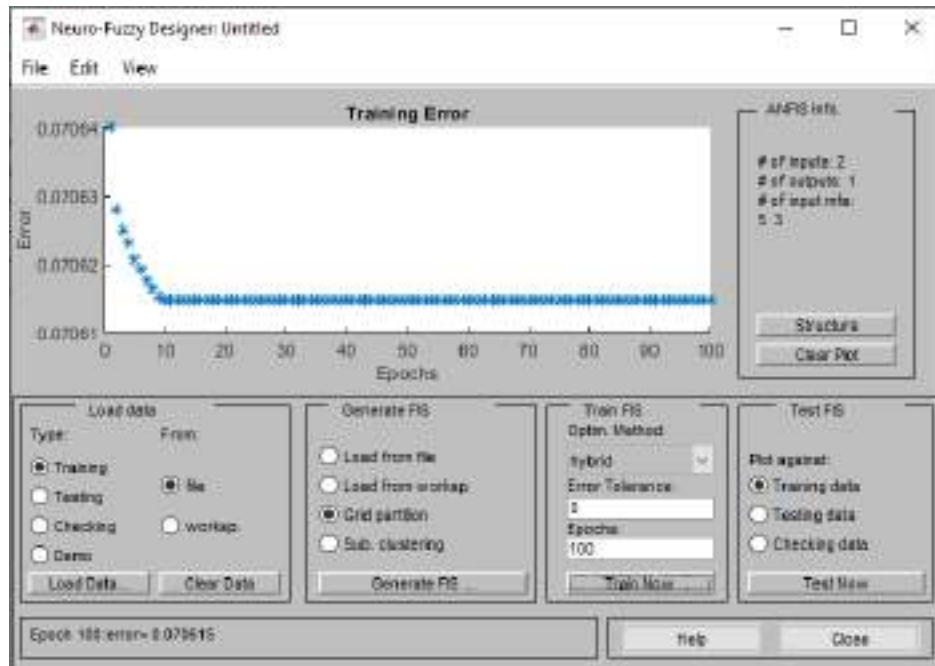 Neuro-Fuzzy Designer: Untitled
File Edit View
Training Error
0.07064
0.07063
0.07062
0.07061
Error
0 10 20 30 40 50 60 70 80 90 100
Epochs
ANFIS Info.
# of inputs: 2
# of outputs: 1
# of input mfs:
5 3
Structure
Clear Plot
Load data
Type: From:
Training
Testing
Checking
Demo
file
worksp.
Load Data...
Clear Data
Generate FIS
Load from file
Load from worksp.
Grid partition
Sub. clustering
Generate FIS ...
Train FIS
Optim. Method:
hybrid
Error Tolerance:
0
Epochs:
100
Train Now
Test FIS
Plot against:
Training data
Testing data
Checking data
Test Now
Epoch 100:error= 0.070615
Help
Close